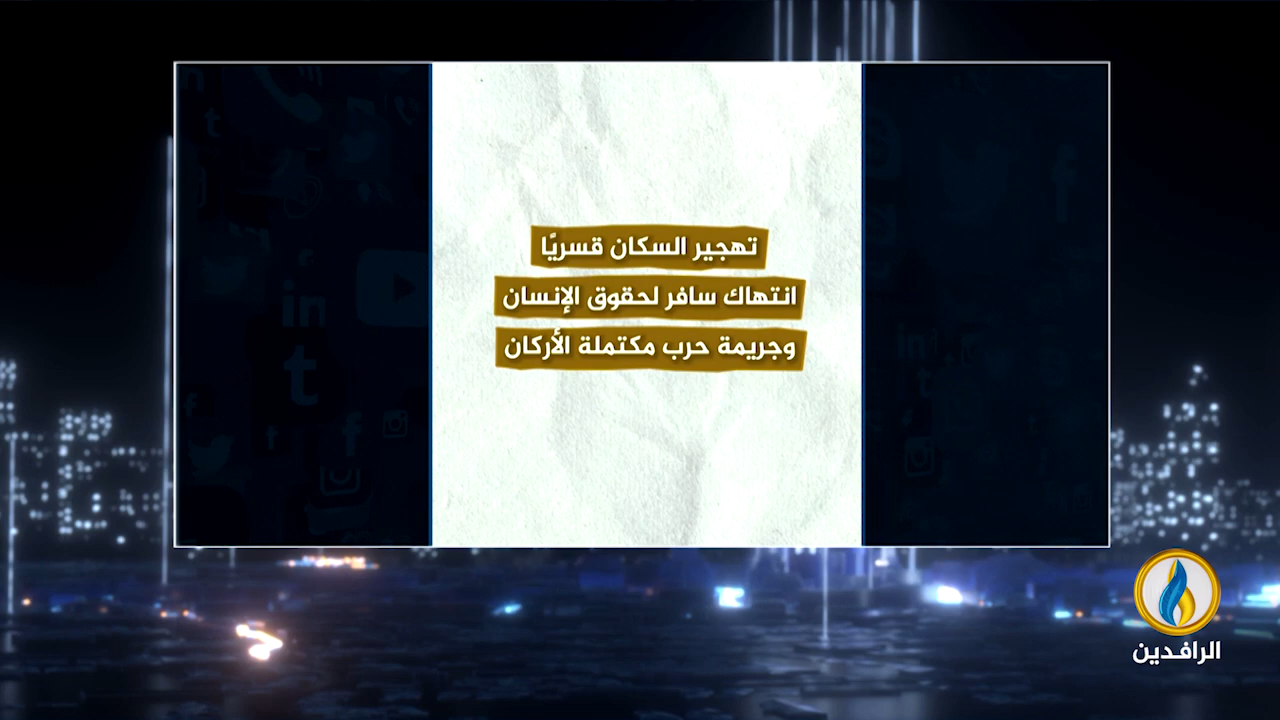 تهجير السكان قسريًا
انتهاك سافر لحقوق الإنسان
وجريمة حرب مكتملة الأركان
الرافدين